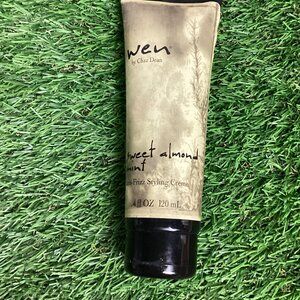 wen
by Chaz Dean
sweet almond
mint
Anti-Frizz Styling Creme
4 fl OZ 120 mL